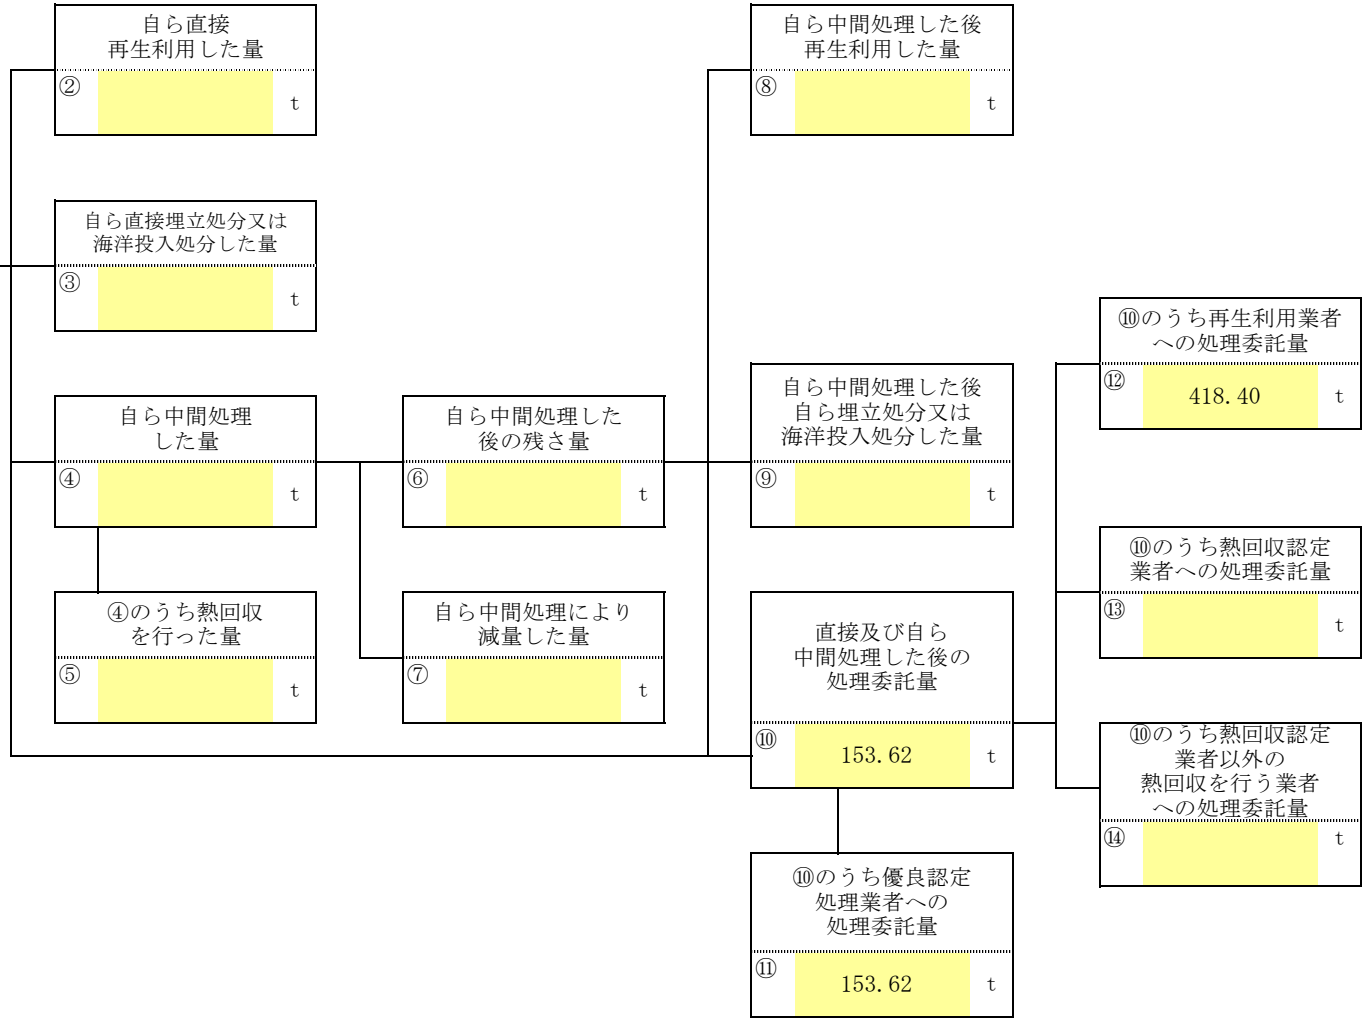 自ら直接
再生利用した量
②
t
自ら中間処理した後
再生利用した量
⑧
t
自ら直接埋立処分又は
海洋投入処分した量
③
t
⑩のうち再生利用業者
への処理委託量
⑫
418.40
t
自ら中間処理
した量
④
t
自ら中間処理した
後の残さ量
⑥
t
自ら中間処理した後
自ら埋立処分又は
海洋投入処分した量
⑨
t
⑩のうち熱回収認定
業者への処理委託量
⑬
t
④のうち熱回収
を行った量
⑤
t
自ら中間処理により
減量した量
⑦
t
直接及び自ら
中間処理した後の
処理委託量
⑩
153.62
t
⑩のうち熱回収認定
業者以外の
熱回収を行う業者
への処理委託量
⑭
t
⑩のうち優良認定
処理業者への
処理委託量
⑪
153.62
t